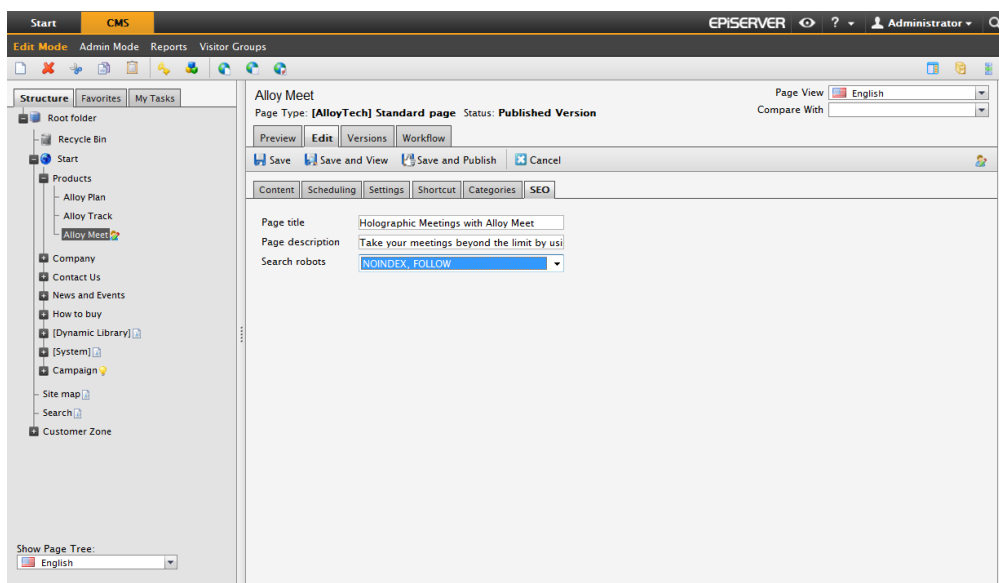 Start CMS EPiSERVER ? Administrator
Edit Mode Admin Mode Reports Visitor Groups
Structure Favorites My Tasks
Root folder
Recycle Bin
Start
Products
Alloy Plan
Alloy Track
Alloy Meet
Company
Contact Us
News and Events
How to buy
[Dynamic Library]
[System]
Campaign
Site map
Search
Customer Zone
Show Page Tree:
English
Alloy Meet
Page Type: [AlloyTech] Standard page Status: Published Version
Page View English
Compare With
Preview Edit Versions Workflow
Save Save and View Save and Publish Cancel
Content Scheduling Settings Shortcut Categories SEO
Page title Holographic Meetings with Alloy Meet
Page description Take your meetings beyond the limit by usi
Search robots NOINDEX, FOLLOW